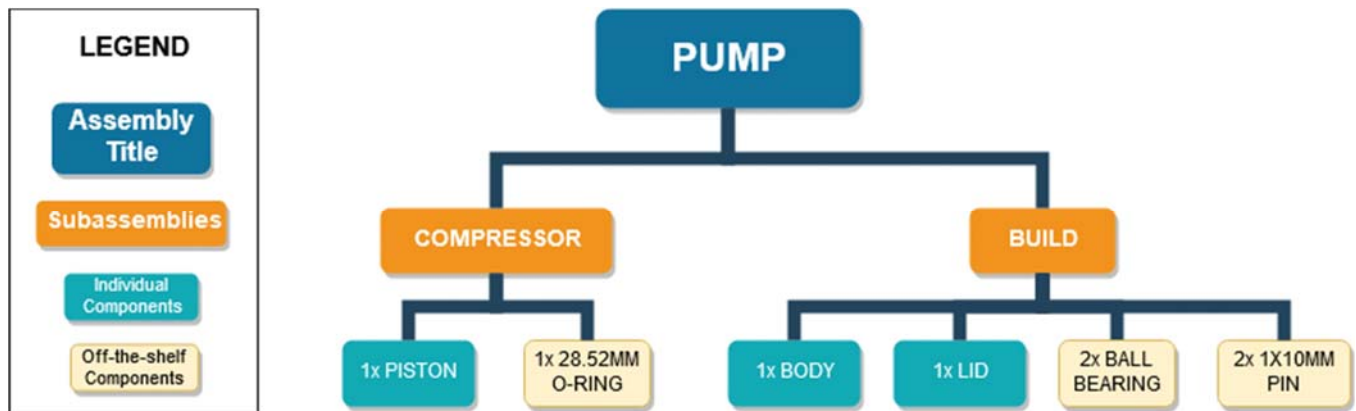 LEGEND
Assembly
Title
Subassemblies
Individual
Components
Off-the-shelf
Components
PUMP
COMPRESSOR
BUILD
1x PISTON
1x 28.52MM
O-RING
1x BODY
1x LID
2x BALL
BEARING
2x 1X10MM
PIN